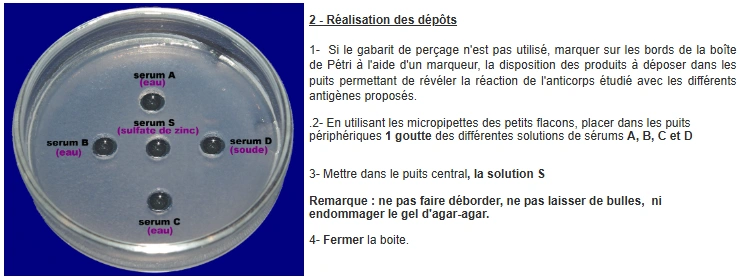 serum A
(eau)
serum S
(sulfate de zinc)
serum B
(eau)
serum D
(soude)
serum C
(eau)
2 - Réalisation des dépôts
1- Si le gabarit de perçage n'est pas utilisé, marquer sur les bords de la boîte
de Pétri à l'aide d'un marqueur, la disposition des produits à déposer dans les
puits permettant de révéler la réaction de l'anticorps étudié avec les différents
antigènes proposés.
.2- En utilisant les micropipettes des petits flacons, placer dans les puits
périphériques 1 goutte des différentes solutions de sérums A, B, C et D
3- Mettre dans le puits central, la solution S
Remarque : ne pas faire déborder, ne pas laisser de bulles, ni
endommager le gel d'agar-agar.
4- Fermer la boite.